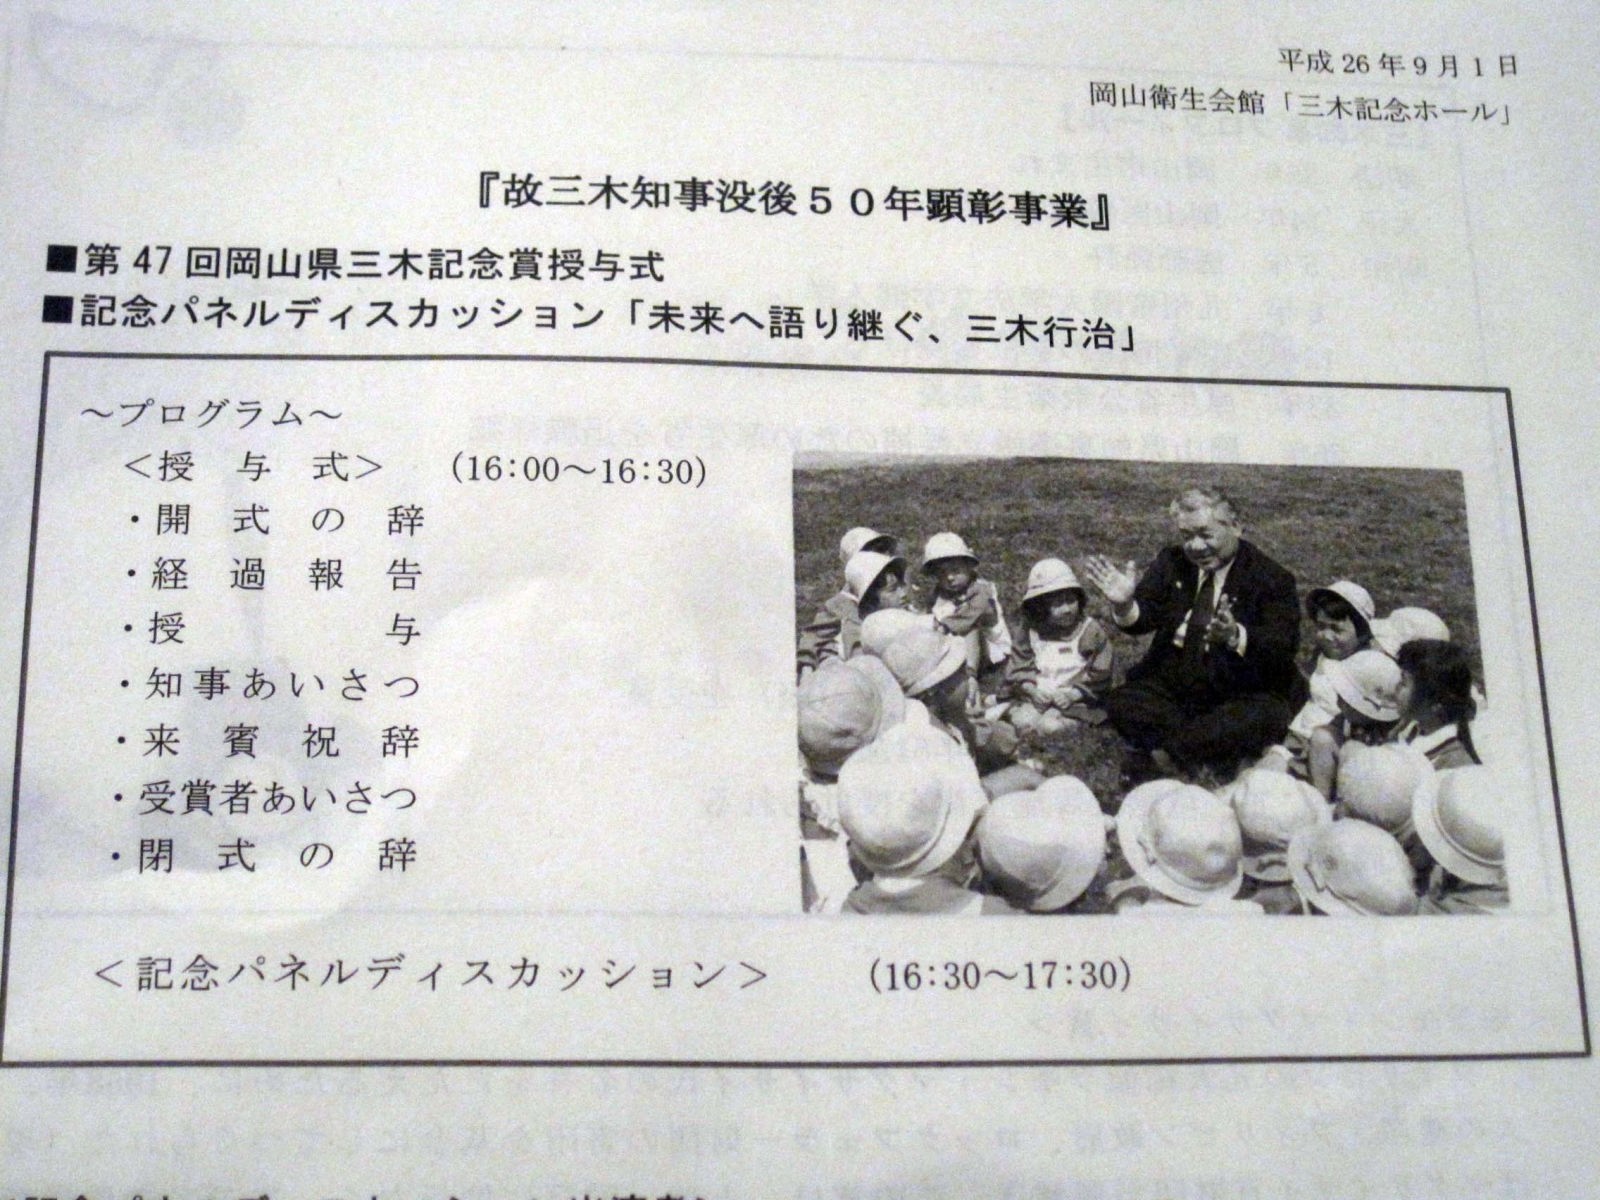 平成26年9月1日
岡山衛生会館「三木記念ホール」
『故三木知事没後５０年顕彰事業』
■第47回岡山県三木記念賞授与式
■記念パネルディスカッション「未来へ語り継ぐ、三木行治」
～プログラム～
＜授　与　式＞　(16:00～16:30)
・開　式　の　辞
・経　過　報　告
・授　　　　　与
・知事あいさつ
・来　賓　祝　辞
・受賞者あいさつ
・閉　式　の　辞
＜記念パネルディスカッション＞　(16:30～17:30)